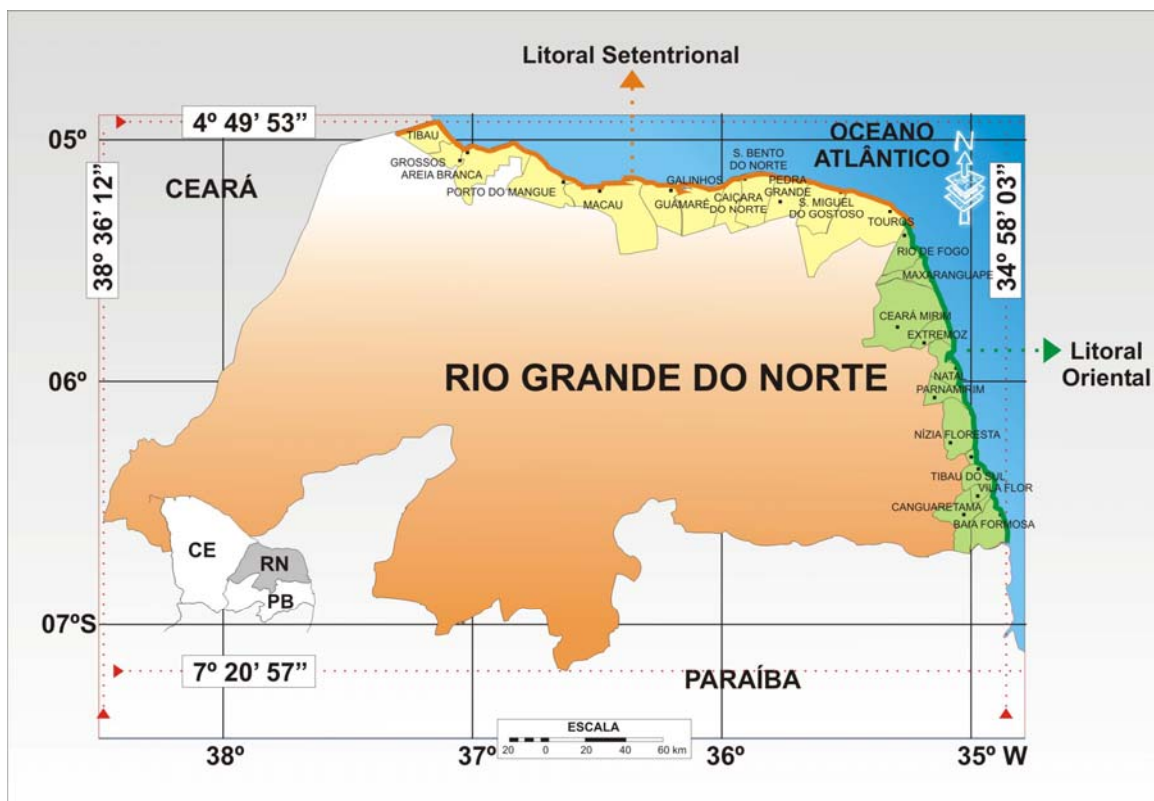 Litoral Setentrional
4º 49' 53”
05º
OCEANO
ATLÂNTICO
N
TIBAU
GROSSOS
AREIA BRANCA
PORTO DO MANGUE
MACAU
GALINHOS
GUAMARÉ
S. BENTO
DO NORTE
CAIÇARA
DO NORTE
PEDRA
GRANDE
S. MIGUEL
DO GOSTOSO
TOUROS
CEARÁ
38º 36' 12”
34º 58' 03”
RIO DE FOGO
MAXARANGUAPE
CEARÁ MIRIM
EXTREMOZ
Litoral
Oriental
06º
RIO GRANDE DO NORTE
NATAL
PARNAMIRIM
NÍZIA FLORESTA
TIBAU DO SUL
VILA FLOR
CANGUARETAMA
BAIA FORMOSA
CE
RN
PB
07ºS
7º 20' 57”
PARAÍBA
ESCALA
20 0 20 40 60 km
38º 37º 36º 35º W